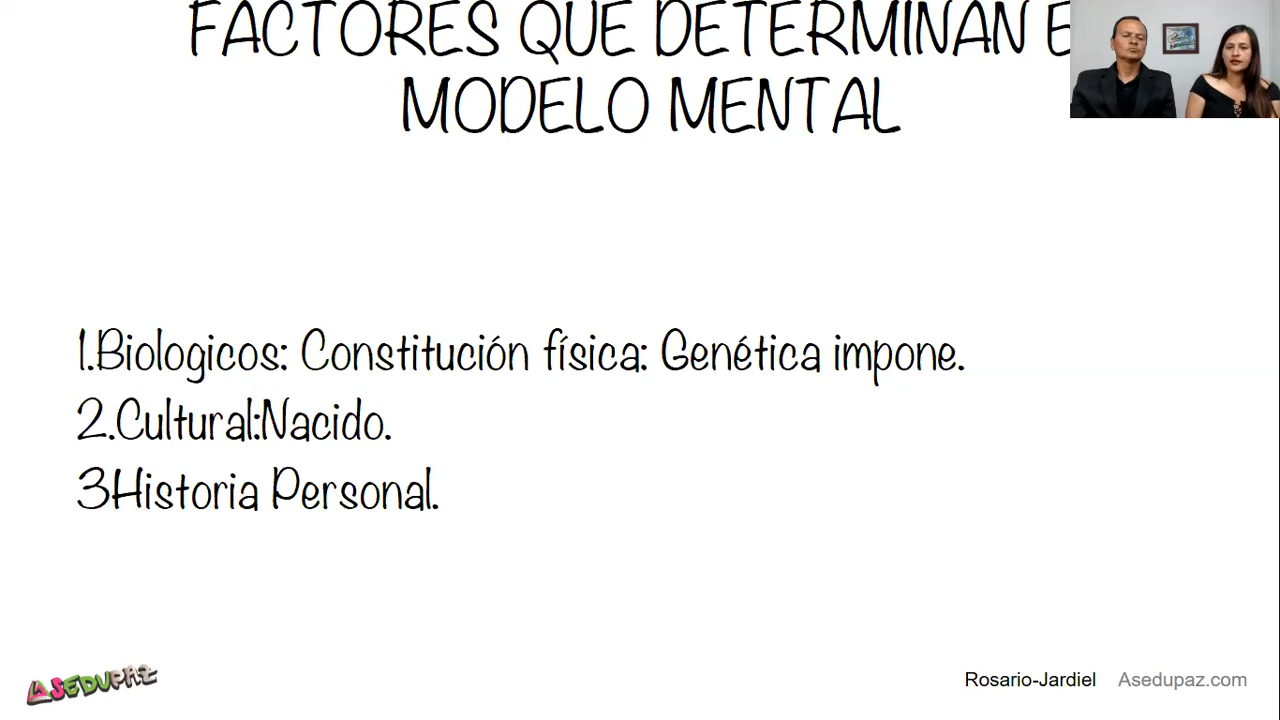 FACTORES QUE DETERMINAN E
MODELO MENTAL
1.Biologicos: Constitución física: Genética impone.
2.Cultural:Nacido.
3Historia Personal.
ASEDUPAZ
Rosario-Jardiel Asedupaz.com